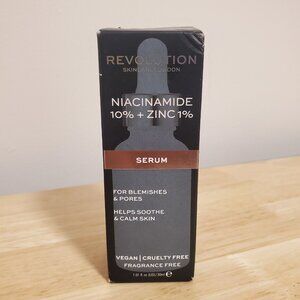 REVOLUTION
SKINCARE LONDON
NIACINAMIDE
10% + ZINC 1%
SERUM
FOR BLEMISHES
& PORES
HELPS SOOTHE
& CALM SKIN
VEGAN | CRUELTY FREE
FRAGRANCE FREE